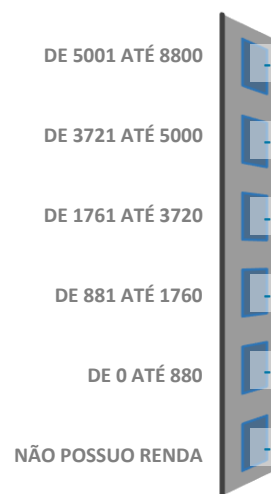 DE 5001 ATÉ 8800
DE 3721 ATÉ 5000
DE 1761 ATÉ 3720
DE 881 ATÉ 1760
DE 0 ATÉ 880
NÃO POSSUO RENDA